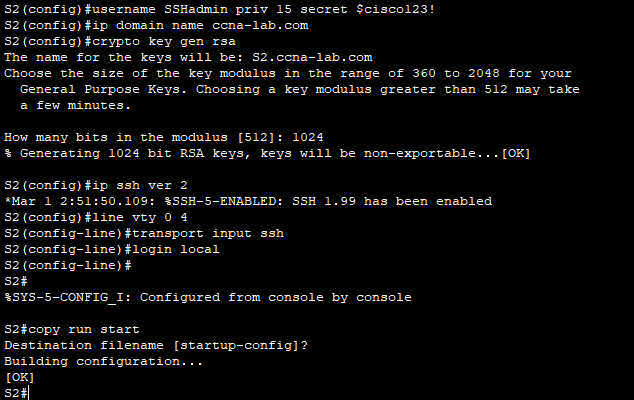 S2(config)#username SSHadmin priv 15 secret $cisco123!
S2(config)#ip domain name ccna-lab.com
S2(config)#crypto key gen rsa
The name for the keys will be: S2.ccna-lab.com
Choose the size of the key modulus in the range of 360 to 2048 for your
  General Purpose Keys. Choosing a key modulus greater than 512 may take
  a few minutes.

How many bits in the modulus [512]: 1024
% Generating 1024 bit RSA keys, keys will be non-exportable...[OK]

S2(config)#ip ssh ver 2
*Mar 1 2:51:50.109: %SSH-5-ENABLED: SSH 1.99 has been enabled
S2(config)#line vty 0 4
S2(config-line)#transport input ssh
S2(config-line)#login local
S2(config-line)#
S2#
%SYS-5-CONFIG_I: Configured from console by console

S2#copy run start
Destination filename [startup-config]?
Building configuration...
[OK]
S2#